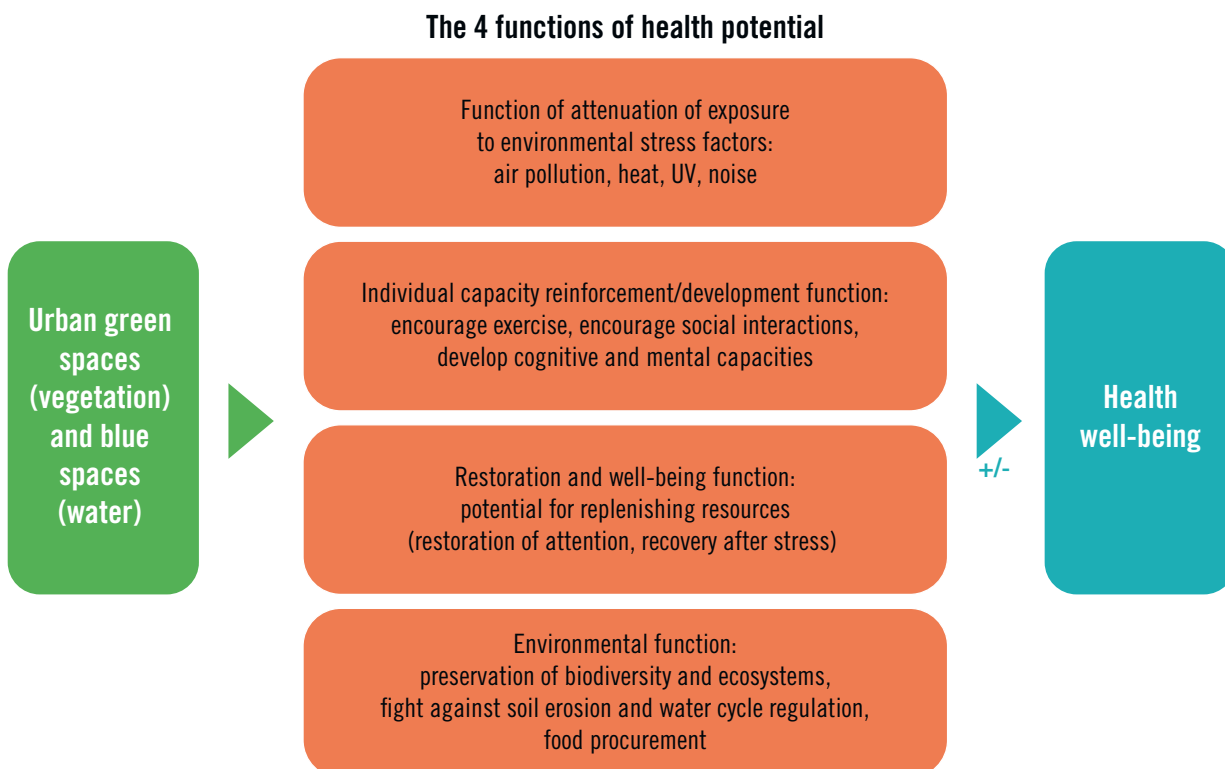 The 4 functions of health potential
Function of attenuation of exposure
to environmental stress factors:
air pollution, heat, UV, noise
Urban green
spaces
(vegetation)
and blue
spaces
(water)
Individual capacity reinforcement/development function:
encourage exercise, encourage social interactions,
develop cognitive and mental capacities
Restoration and well-being function:
potential for replenishing resources
(restoration of attention, recovery after stress)
Environmental function:
preservation of biodiversity and ecosystems,
fight against soil erosion and water cycle regulation,
food procurement
+/-
Health
well-being